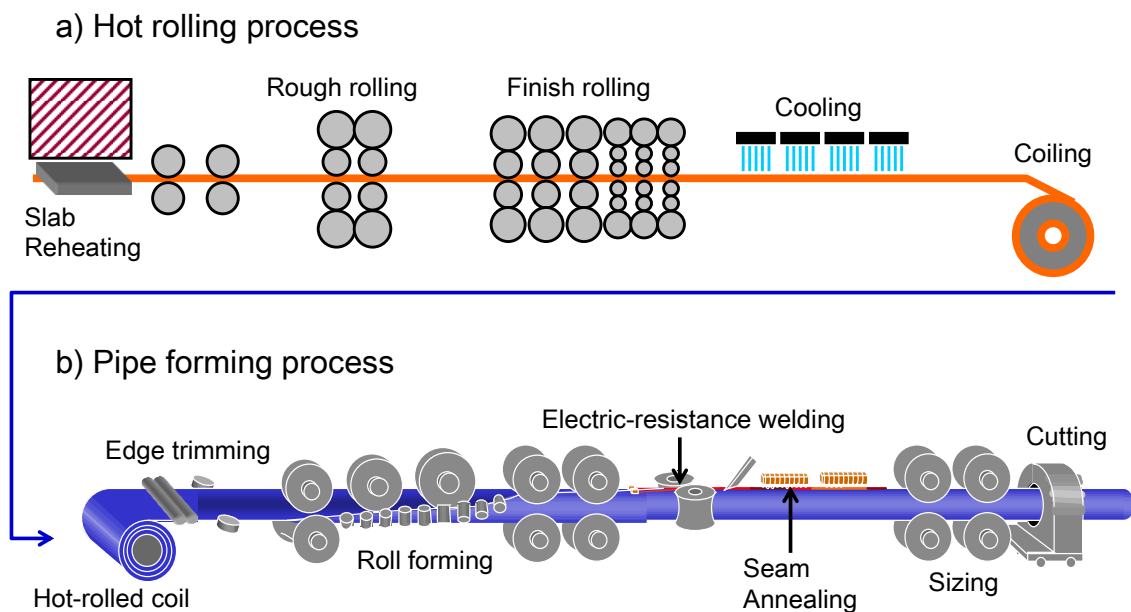 a) Hot rolling process
Rough rolling
Finish rolling
Cooling
Coiling
Slab
Reheating
b) Pipe forming process
Electric-resistance welding
Edge trimming
Cutting
Roll forming
Seam
Annealing
Sizing
Hot-rolled coil